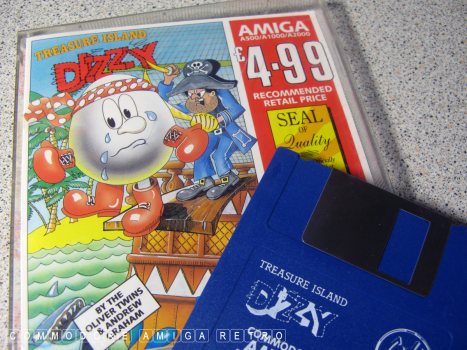 TREASURE ISLAND
DIZZY
AMIGA
A500/A1000/A2000
£4.99
RECOMMENDED
RETAIL PRICE
SEAL
OF
Quality
BY THE
OLIVER TWINS
& ANDREW
GRAHAM
TREASURE ISLAND
DIZZY
COMMODORE
COMMODORE AMIGA RETRO